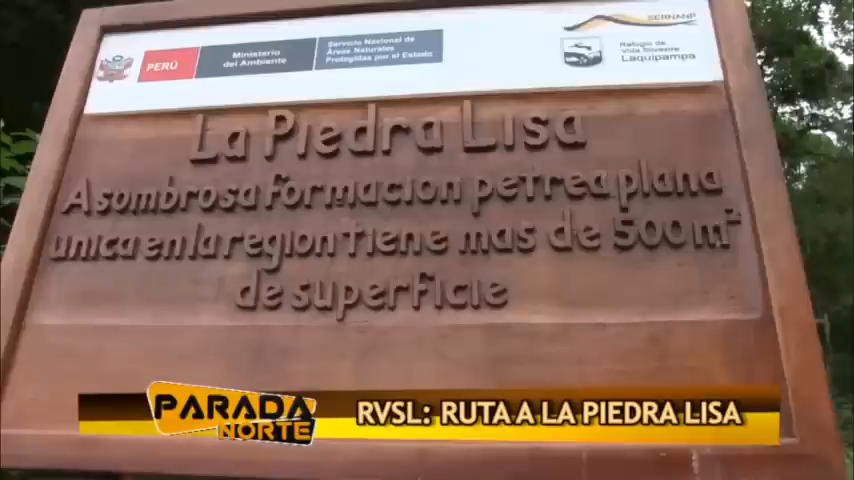 SERNANP
PERÚ
Ministerio
del Ambiente
Servicio Nacional de
Áreas Naturales
Protegidas por el Estado
Refugio de
Vida Silvestre
Laquipampa
La Piedra Lisa
Asombrosa formacion petrea plana
unica en la region tiene mas de 500 m²
de superficie
PARADA
NORTE
RVSL: RUTA A LA PIEDRA LISA